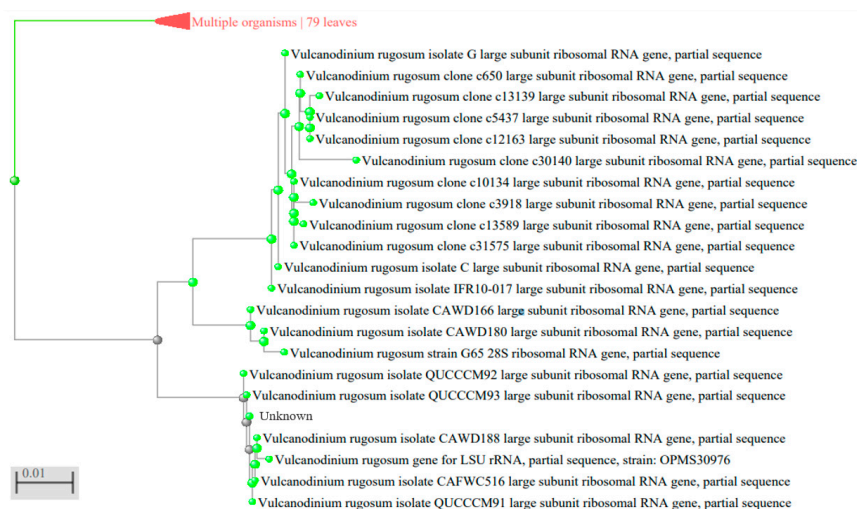 Multiple organisms | 79 leaves
Vulcanodinium rugosum isolate G large subunit ribosomal RNA gene, partial sequence
Vulcanodinium rugosum clone c650 large subunit ribosomal RNA gene, partial sequence
Vulcanodinium rugosum clone c13139 large subunit ribosomal RNA gene, partial sequence
Vulcanodinium rugosum clone c5437 large subunit ribosomal RNA gene, partial sequence
Vulcanodinium rugosum clone c12163 large subunit ribosomal RNA gene, partial sequence
Vulcanodinium rugosum clone c30140 large subunit ribosomal RNA gene, partial sequence
Vulcanodinium rugosum clone c10134 large subunit ribosomal RNA gene, partial sequence
Vulcanodinium rugosum clone c3918 large subunit ribosomal RNA gene, partial sequence
Vulcanodinium rugosum clone c13589 large subunit ribosomal RNA gene, partial sequence
Vulcanodinium rugosum clone c31575 large subunit ribosomal RNA gene, partial sequence
Vulcanodinium rugosum isolate C large subunit ribosomal RNA gene, partial sequence
Vulcanodinium rugosum isolate IFR10-017 large subunit ribosomal RNA gene, partial sequence
Vulcanodinium rugosum isolate CAWD166 large subunit ribosomal RNA gene, partial sequence
Vulcanodinium rugosum isolate CAWD180 large subunit ribosomal RNA gene, partial sequence
Vulcanodinium rugosum strain G65 28S ribosomal RNA gene, partial sequence
Vulcanodinium rugosum isolate QUCCCM92 large subunit ribosomal RNA gene, partial sequence
Vulcanodinium rugosum isolate QUCCCM93 large subunit ribosomal RNA gene, partial sequence
Unknown
Vulcanodinium rugosum isolate CAWD188 large subunit ribosomal RNA gene, partial sequence
Vulcanodinium rugosum gene for LSU rRNA, partial sequence, strain: OPMS30976
Vulcanodinium rugosum isolate CAFWC516 large subunit ribosomal RNA gene, partial sequence
Vulcanodinium rugosum isolate QUCCCM91 large subunit ribosomal RNA gene, partial sequence
0.01